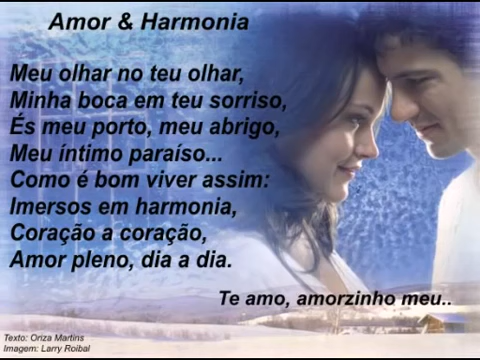 Amor & Harmonia
Meu olhar no teu olhar,
Minha boca em teu sorriso,
És meu porto, meu abrigo,
Meu íntimo paraíso...
Como é bom viver assim:
Imersos em harmonia,
Coração a coração,
Amor pleno, dia a dia.
Te amo, amorzinho meu..
Texto: Oriza Martins
Imagem: Larry Roibal